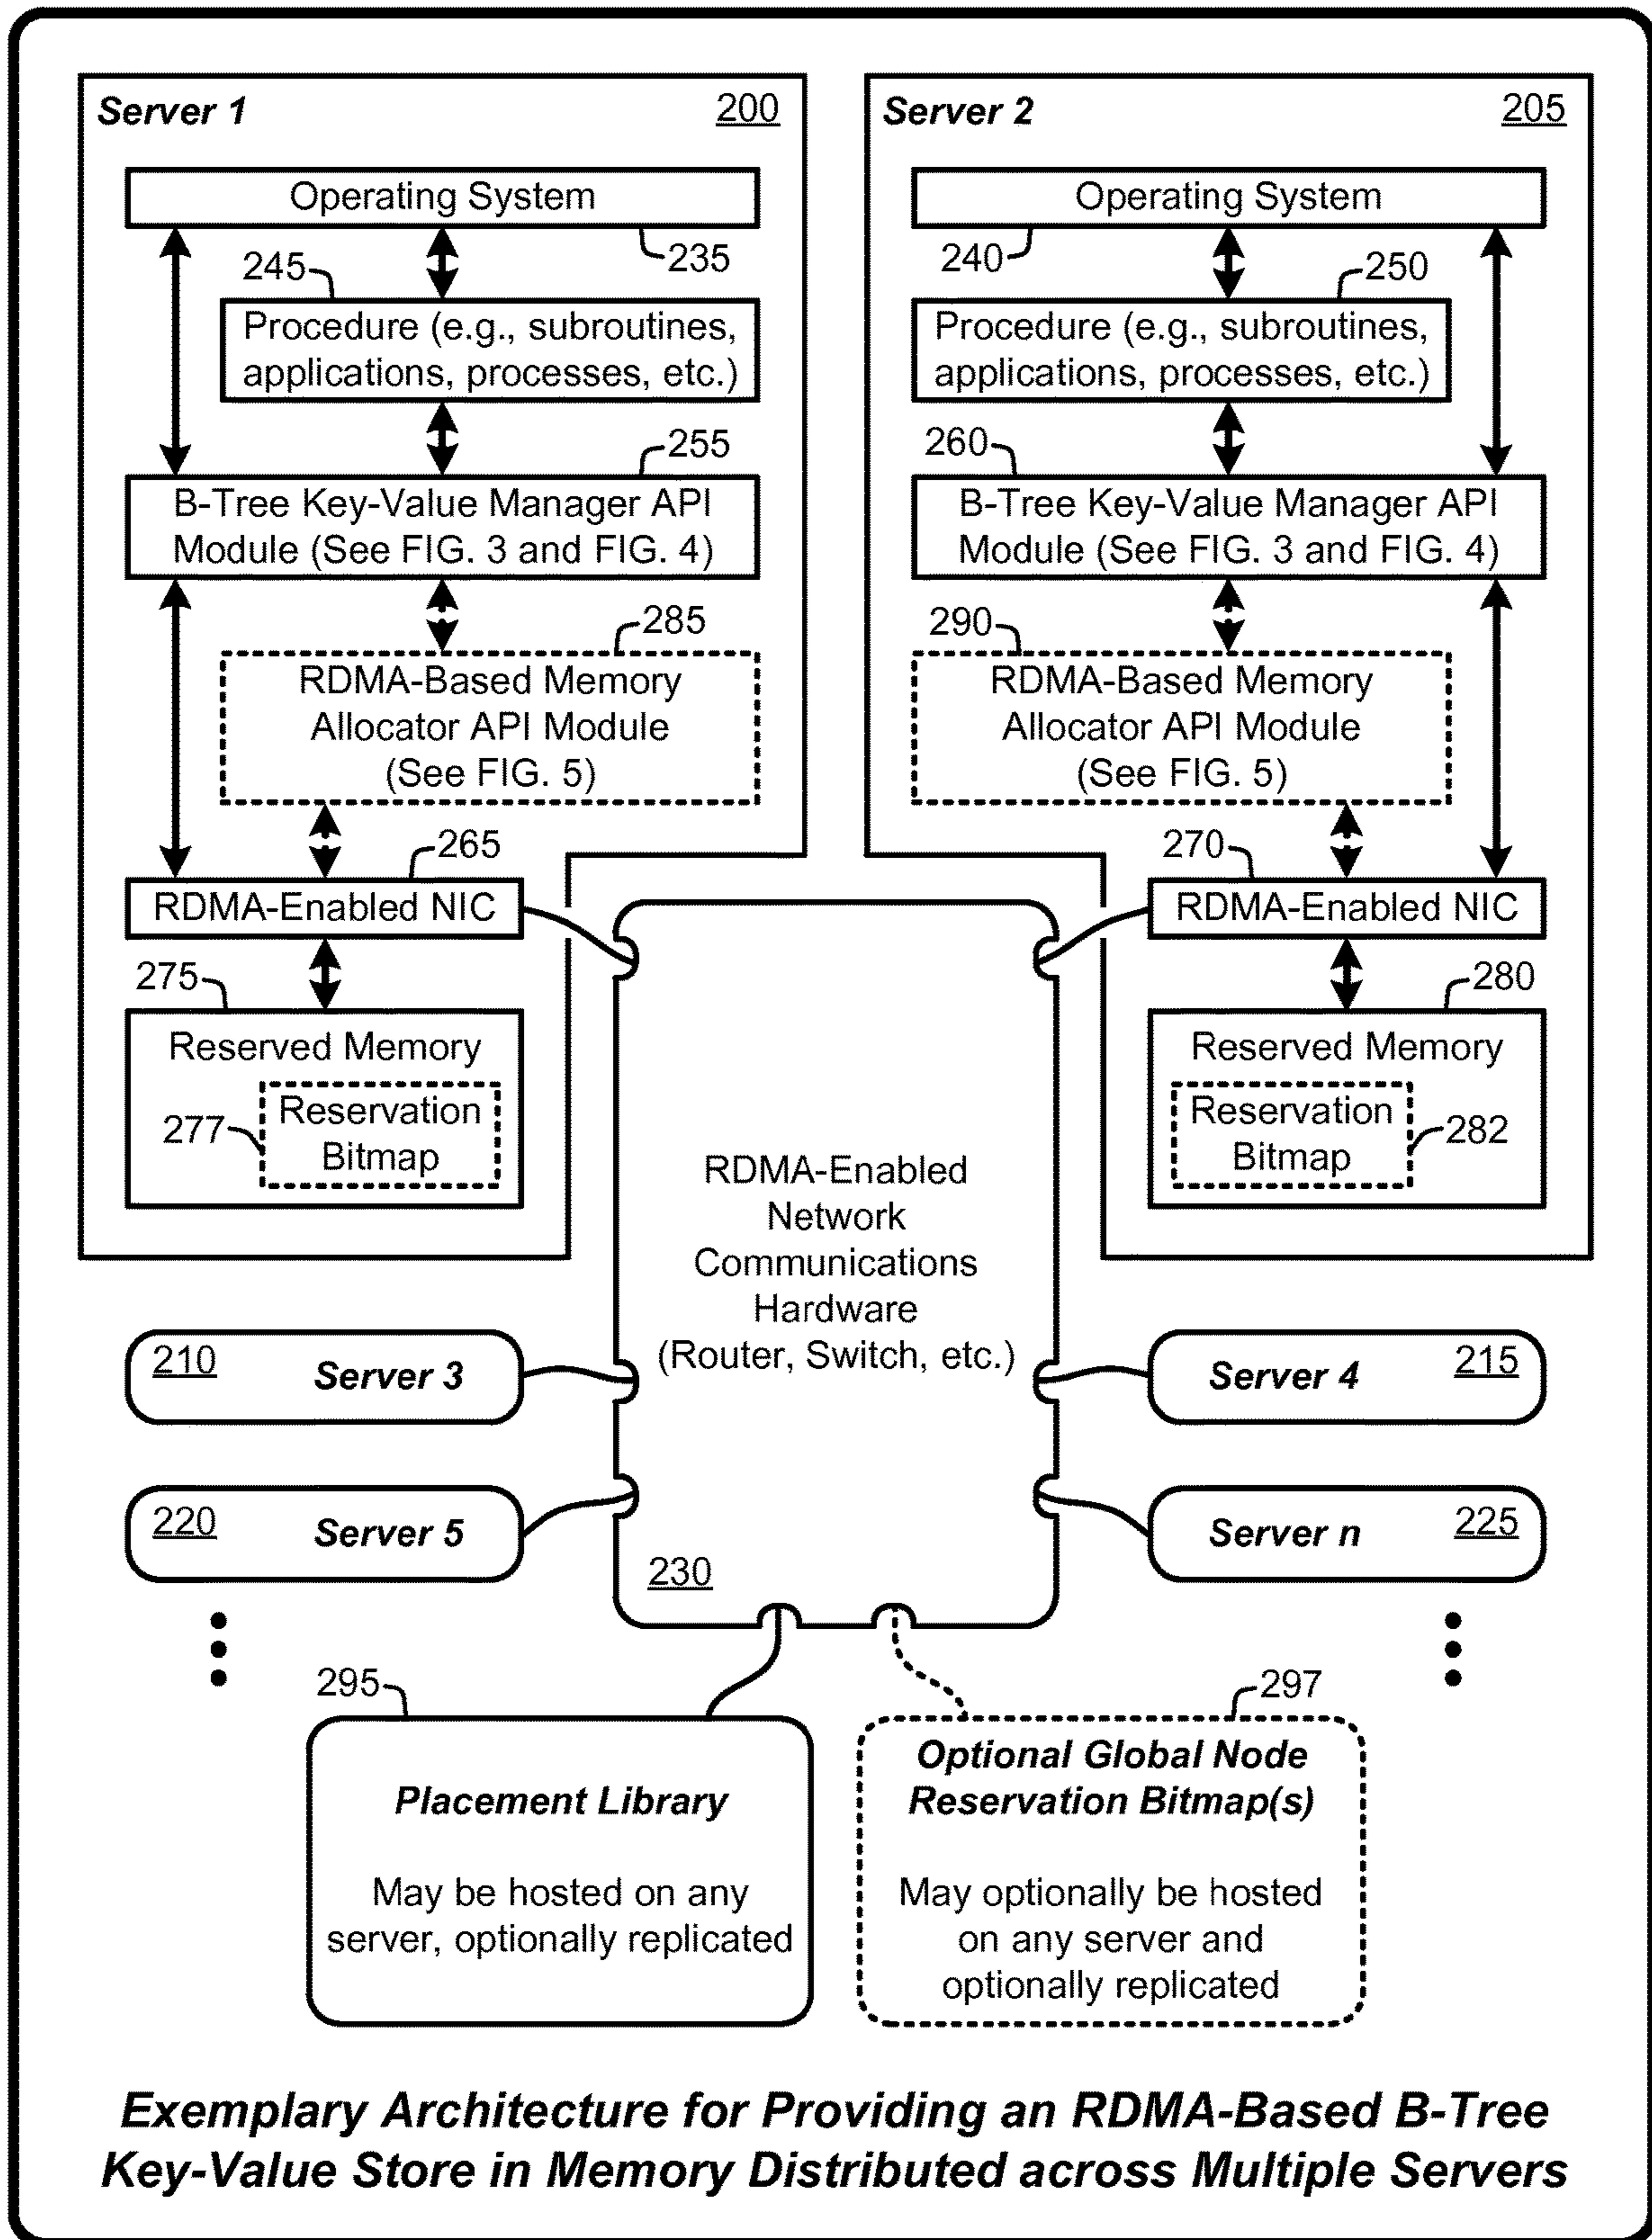 Server 1
200
Operating System
235
245
Procedure (e.g., subroutines,
applications, processes, etc.)
255
B-Tree Key-Value Manager API
Module (See FIG. 3 and FIG. 4)
285
RDMA-Based Memory
Allocator API Module
(See FIG. 5)
265
RDMA-Enabled NIC
275
Reserved Memory
277
Reservation
Bitmap
Server 2
205
Operating System
240
250
Procedure (e.g., subroutines,
applications, processes, etc.)
260
B-Tree Key-Value Manager API
Module (See FIG. 3 and FIG. 4)
290
RDMA-Based Memory
Allocator API Module
(See FIG. 5)
270
RDMA-Enabled NIC
280
Reserved Memory
Reservation
Bitmap
282
RDMA-Enabled
Network
Communications
Hardware
(Router, Switch, etc.)
230
210
Server 3
Server 4
215
220
Server 5
Server n
225
295
Placement Library
May be hosted on any
server, optionally replicated
297
Optional Global Node
Reservation Bitmap(s)
May optionally be hosted
on any server and
optionally replicated
Exemplary Architecture for Providing an RDMA-Based B-Tree
Key-Value Store in Memory Distributed across Multiple Servers